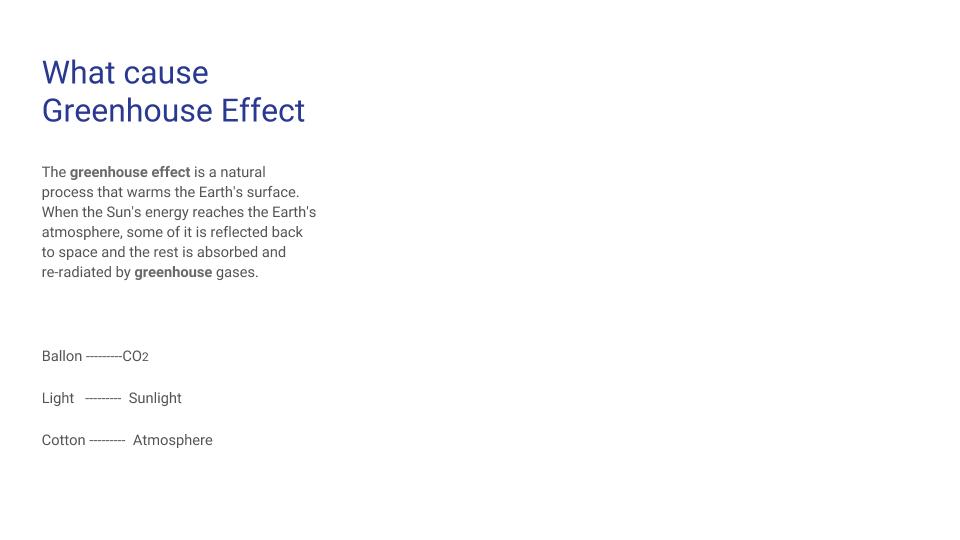 What cause
Greenhouse Effect
The greenhouse effect is a natural
process that warms the Earth's surface.
When the Sun's energy reaches the Earth's
atmosphere, some of it is reflected back
to space and the rest is absorbed and
re-radiated by greenhouse gases.
Ballon ---------CO2
Light --------- Sunlight
Cotton --------- Atmosphere